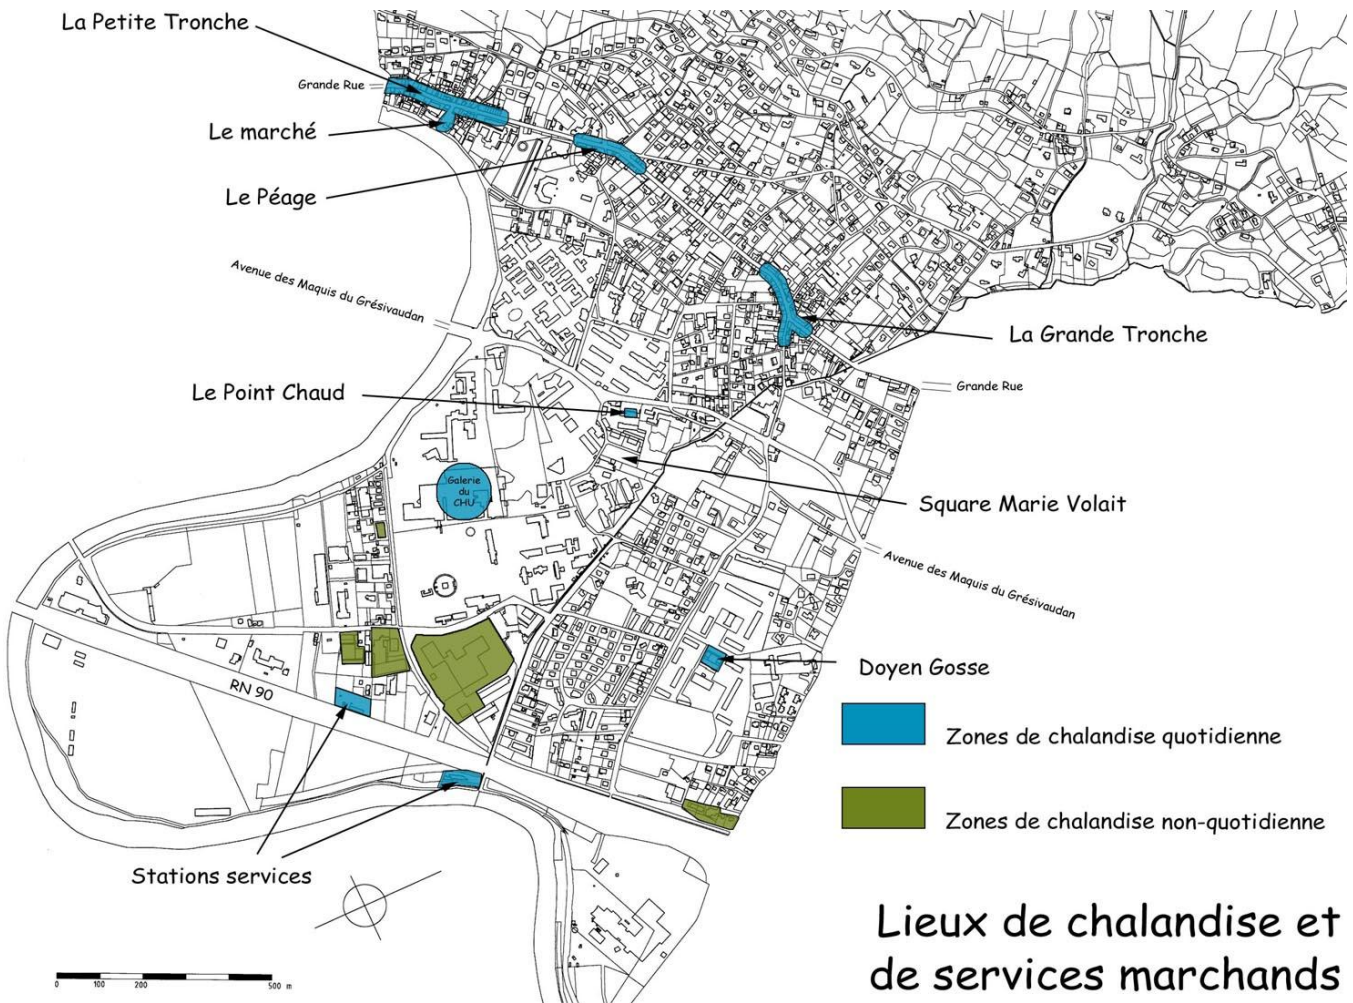 La Petite Tronche
Grande Rue
Le marché
Le Péage
Avenue des Maquis du Grésivaudan
La Grande Tronche
Le Point Chaud
Grande Rue
Galerie
du
CHU
Square Marie Volait
Avenue des Maquis du Grésivaudan
Doyen Gosse
RN 90
Zones de chalandise quotidienne
Zones de chalandise non-quotidienne
Stations services
Lieux de chalandise et
de services marchands
0 100 200 500 m